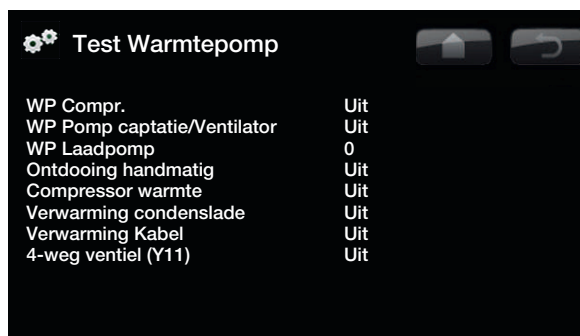 Test Warmtepomp
WP Compr. Uit
WP Pomp captatie/Ventilator Uit
WP Laadpomp 0
Ontdooing handmatig Uit
Compressor warmte Uit
Verwarming condenslade Uit
Verwarming Kabel Uit
4-weg ventiel (Y11) Uit